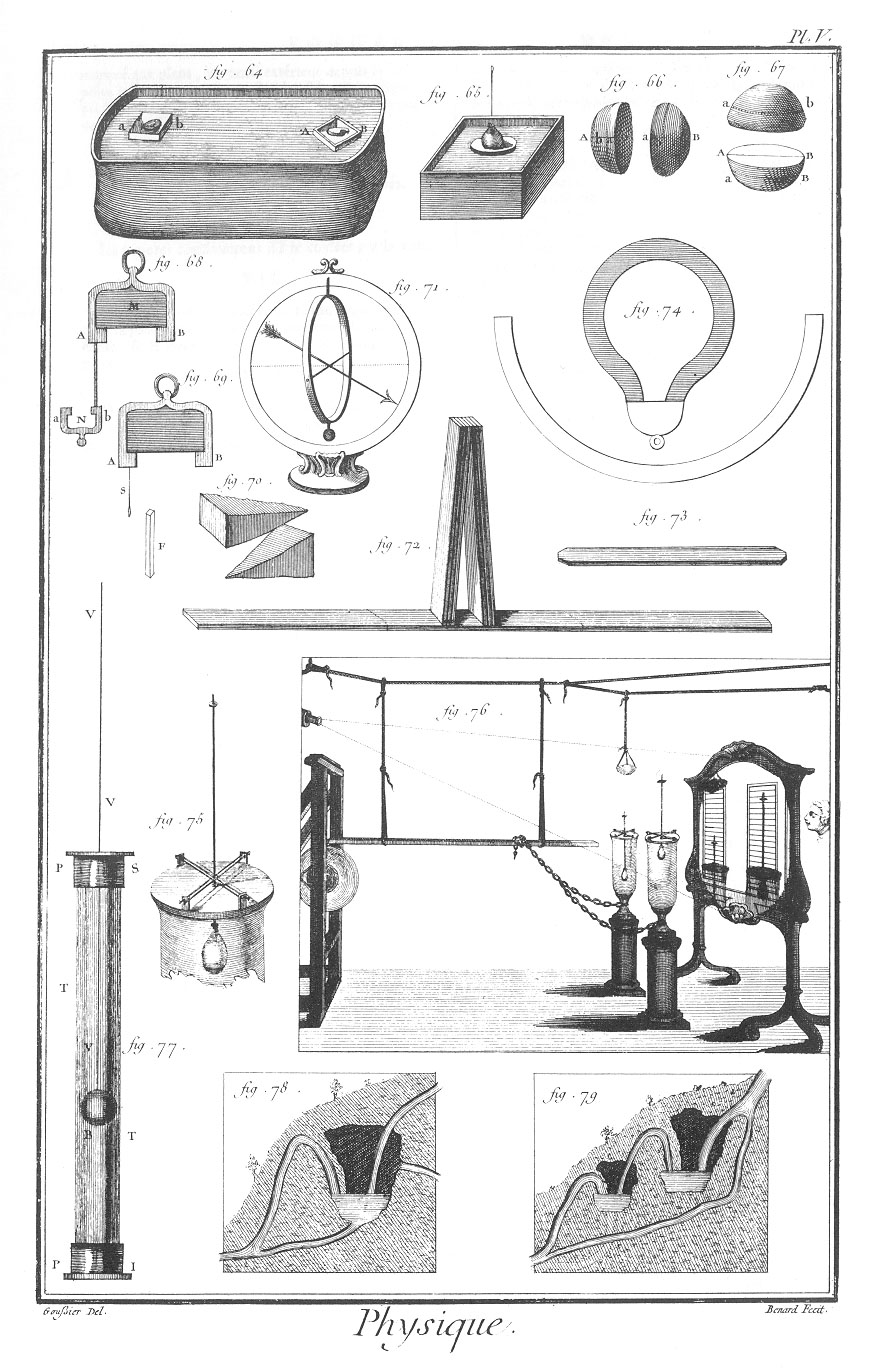 Pl. V.
fig. 64
a
b
A
B
fig. 65
fig. 66
A
b
a
B
fig. 67
a
b
A
B
a
B
fig. 68
M
A
B
a
N
b
fig. 69
A
B
S
F
fig. 70
fig. 71
fig. 72
fig. 73
fig. 74
V
V
fig. 75
fig. 76
P
S
T
V
fig. 77
B
T
P
I
fig. 78
fig. 79
Goussier Del.
Benard Fecit.
Physique.